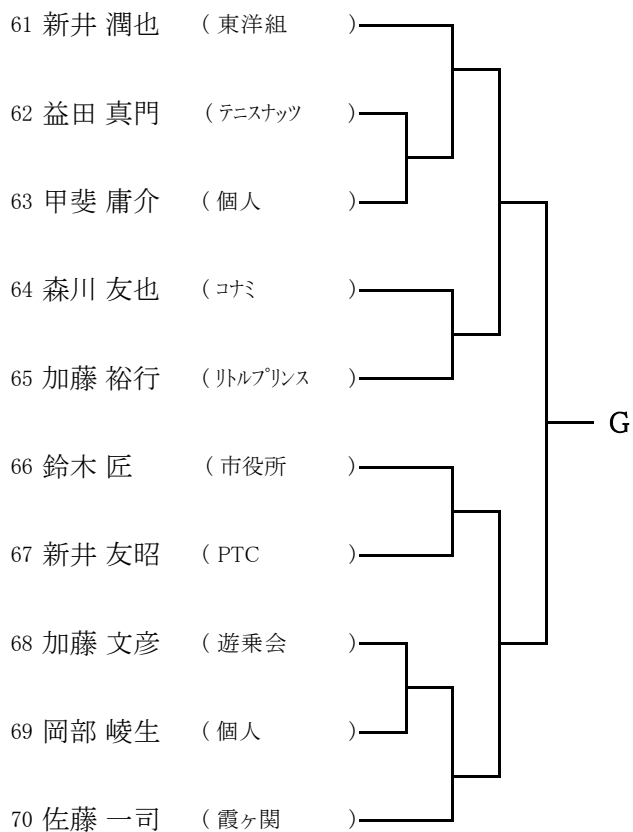 61 新井 潤也 ( 東洋組 )
62 益田 真門 ( テニスナッツ )
63 甲斐 庸介 ( 個人 )
64 森川 友也 ( コナミ )
65 加藤 裕行 ( リトルプリンス )
G
66 鈴木 匠 ( 市役所 )
67 新井 友昭 ( PTC )
68 加藤 文彦 ( 遊乗会 )
69 岡部 崚生 ( 個人 )
70 佐藤 一司 ( 霞ヶ関 )